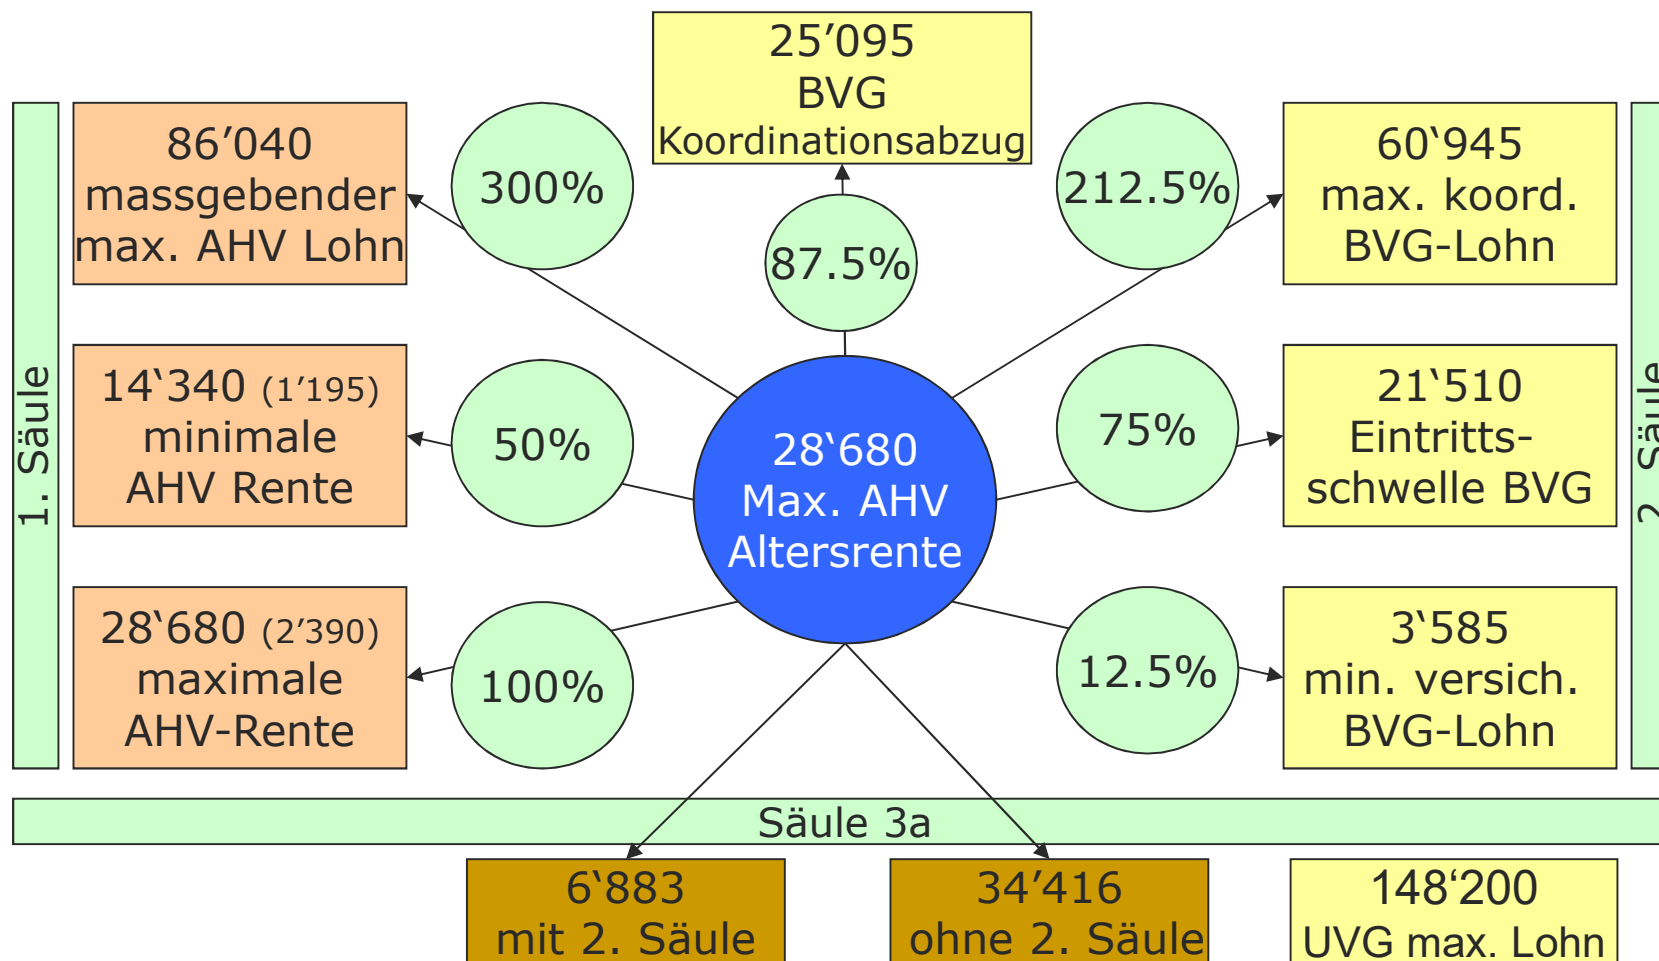 25’095
BVG
Koordinationsabzug
86’040
massgebender
max. AHV Lohn
300%
87.5%
212.5%
60‘945
max. koord.
BVG-Lohn
1. Säule
14‘340 (1’195)
minimale
AHV Rente
50%
28‘680
Max. AHV
Altersrente
75%
21‘510
Eintritts-
schwelle BVG
2. Säule
28‘680 (2’390)
maximale
AHV-Rente
100%
12.5%
3‘585
min. versich.
BVG-Lohn
Säule 3a
6‘883
mit 2. Säule
34’416
ohne 2. Säule
148‘200
UVG max. Lohn